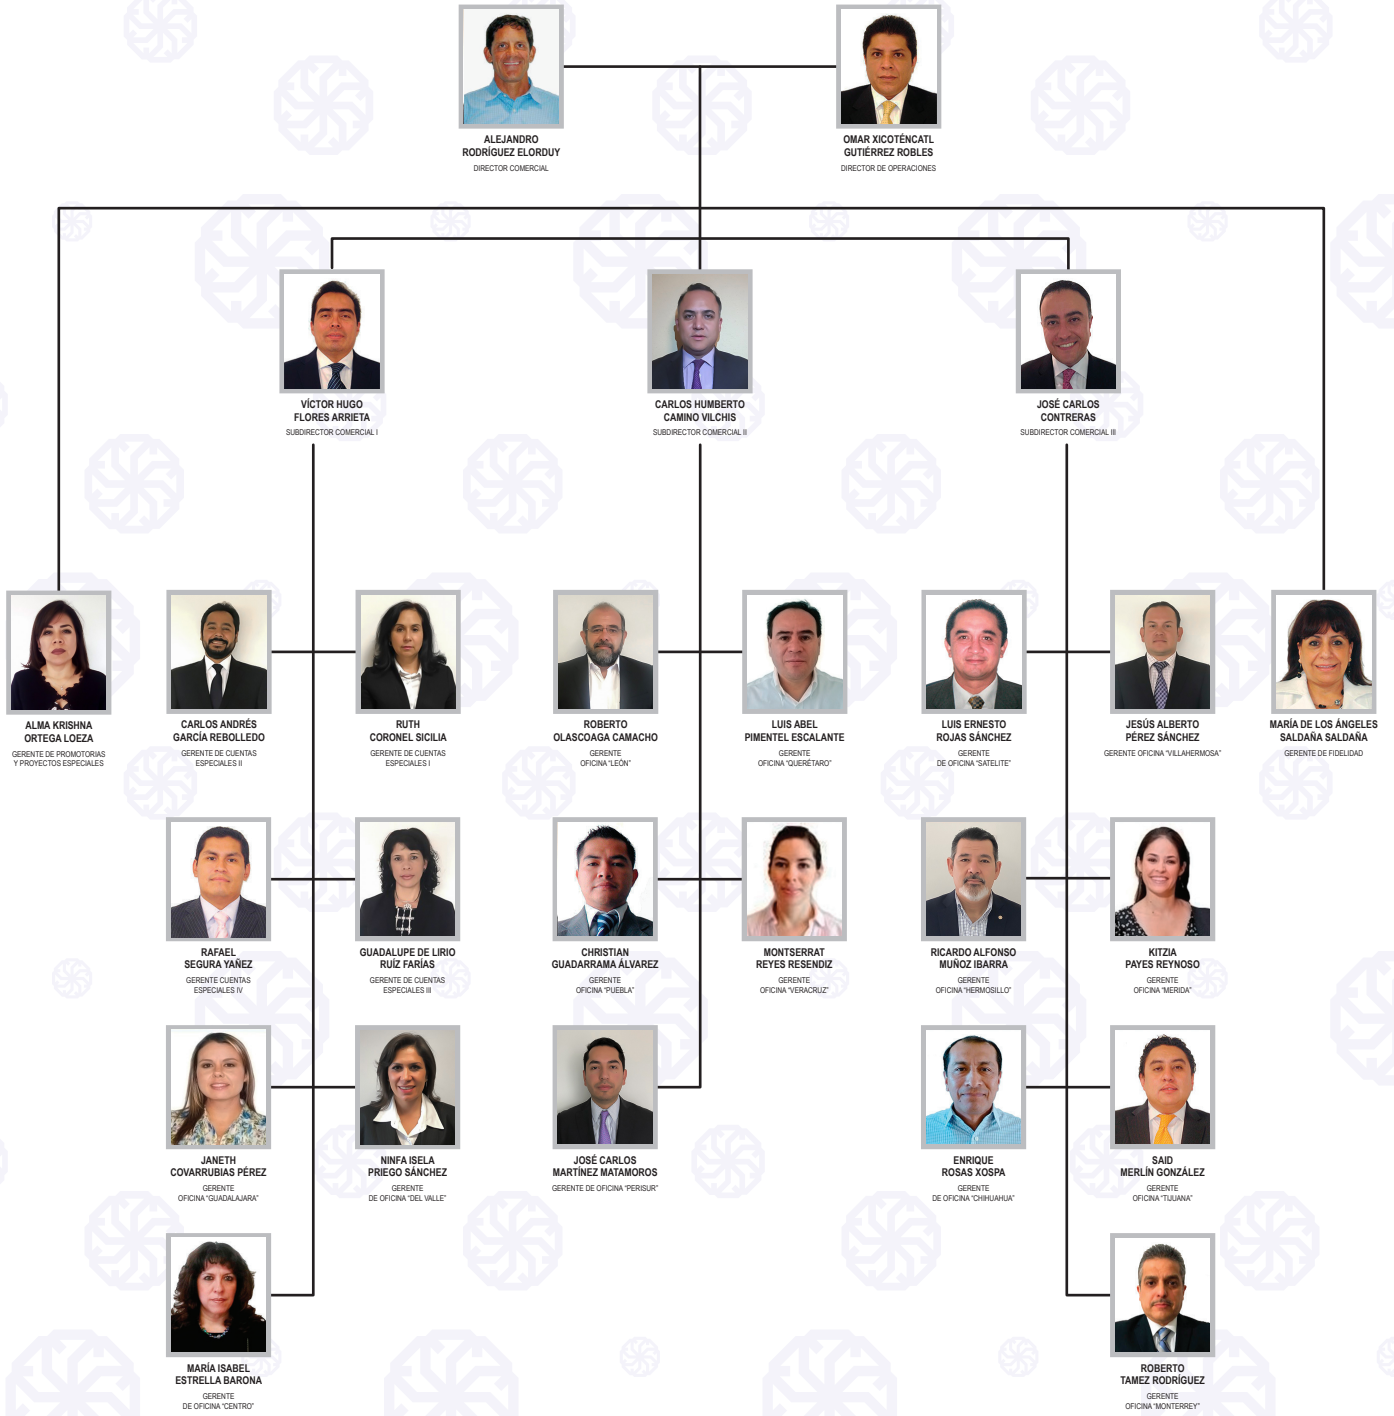 ALEJANDRO
RODRÍGUEZ ELORDUY
DIRECTOR COMERCIAL
OMAR XICOTÉNCATL
GUTIÉRREZ ROBLES
DIRECTOR DE OPERACIONES
VÍCTOR HUGO
FLORES ARRIETA
SUBDIRECTOR COMERCIAL I
CARLOS HUMBERTO
CAMINO VILCHIS
SUBDIRECTOR COMERCIAL II
JOSÉ CARLOS
CONTRERAS
SUBDIRECTOR COMERCIAL III
ALMA KRISHNA
ORTEGA LOEZA
GERENTE DE PROMOTORIAS
Y PROYECTOS ESPECIALES
CARLOS ANDRÉS
GARCÍA REBOLLEDO
GERENTE DE CUENTAS
ESPECIALES II
RUTH
CORONEL SICILIA
GERENTE DE CUENTAS
ESPECIALES I
ROBERTO
OLASCOAGA CAMACHO
GERENTE
OFICINA "LEÓN"
LUIS ABEL
PIMENTEL ESCALANTE
GERENTE
OFICINA "QUERÉTARO"
LUIS ERNESTO
ROJAS SÁNCHEZ
GERENTE
DE OFICINA "SATELITE"
JESÚS ALBERTO
PÉREZ SÁNCHEZ
GERENTE OFICINA "VILLAHERMOSA"
MARÍA DE LOS ÁNGELES
SALDAÑA SALDAÑA
GERENTE DE FIDELIDAD
RAFAEL
SEGURA YAÑEZ
GERENTE CUENTAS
ESPECIALES IV
GUADALUPE DE LIRIO
RUÍZ FARÍAS
GERENTE DE CUENTAS
ESPECIALES III
CHRISTIAN
GUADARRAMA ÁLVAREZ
GERENTE
OFICINA "PUEBLA"
MONTSERRAT
REYES RESENDIZ
GERENTE
OFICINA "VERACRUZ"
RICARDO ALFONSO
MUÑOZ IBARRA
GERENTE
OFICINA "HERMOSILLO"
KITZIA
PAYES REYNOSO
GERENTE
OFICINA "MERIDA"
JANETH
COVARRUBIAS PÉREZ
GERENTE
OFICINA "GUADALAJARA"
NINFA ISELA
PRIEGO SÁNCHEZ
GERENTE
DE OFICINA "DEL VALLE"
JOSÉ CARLOS
MARTÍNEZ MATAMOROS
GERENTE DE OFICINA "PERISUR"
ENRIQUE
ROSAS XOSPA
GERENTE
DE OFICINA "CHIHUAHUA"
SAID
MERLÍN GONZÁLEZ
GERENTE
OFICINA "TIJUANA"
MARÍA ISABEL
ESTRELLA BARONA
GERENTE
DE OFICINA "CENTRO"
ROBERTO
TAMEZ RODRÍGUEZ
GERENTE
OFICINA "MONTERREY"